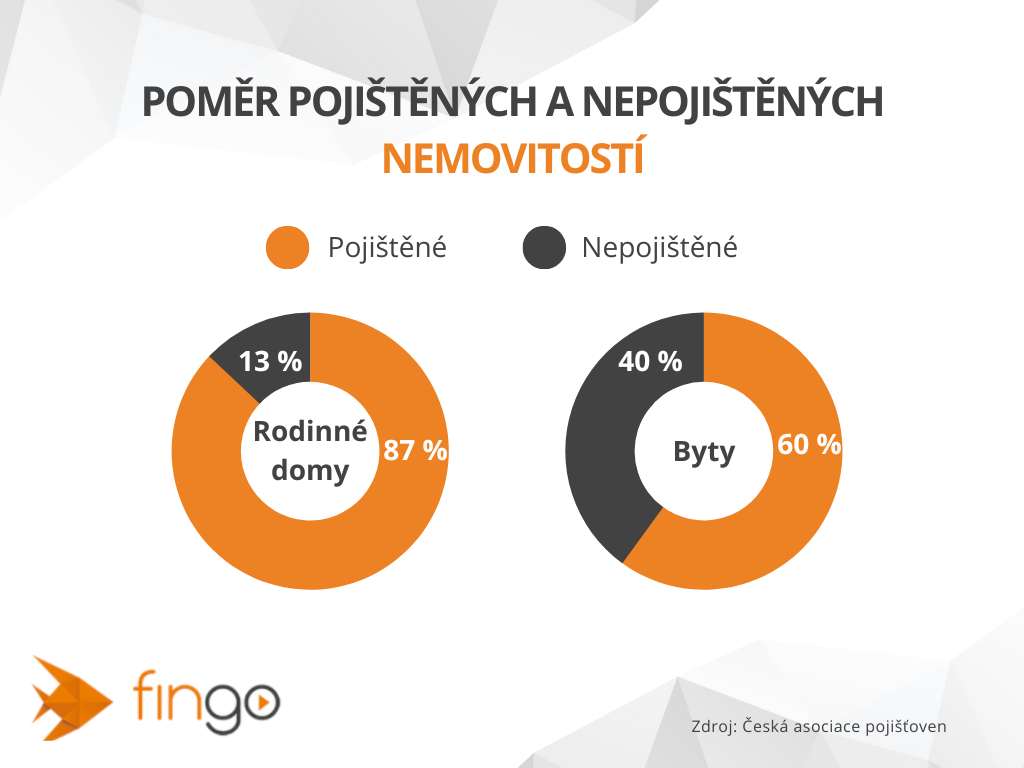 POMĚR POJIŠTĚNÝCH A NEPOJIŠTĚNÝCH
NEMOVITOSTÍ
Pojištěné
Nepojištěné
13 %
Rodinné
domy
87 %
40 %
Byty
60 %
fingo
Zdroj: Česká asociace pojišťoven